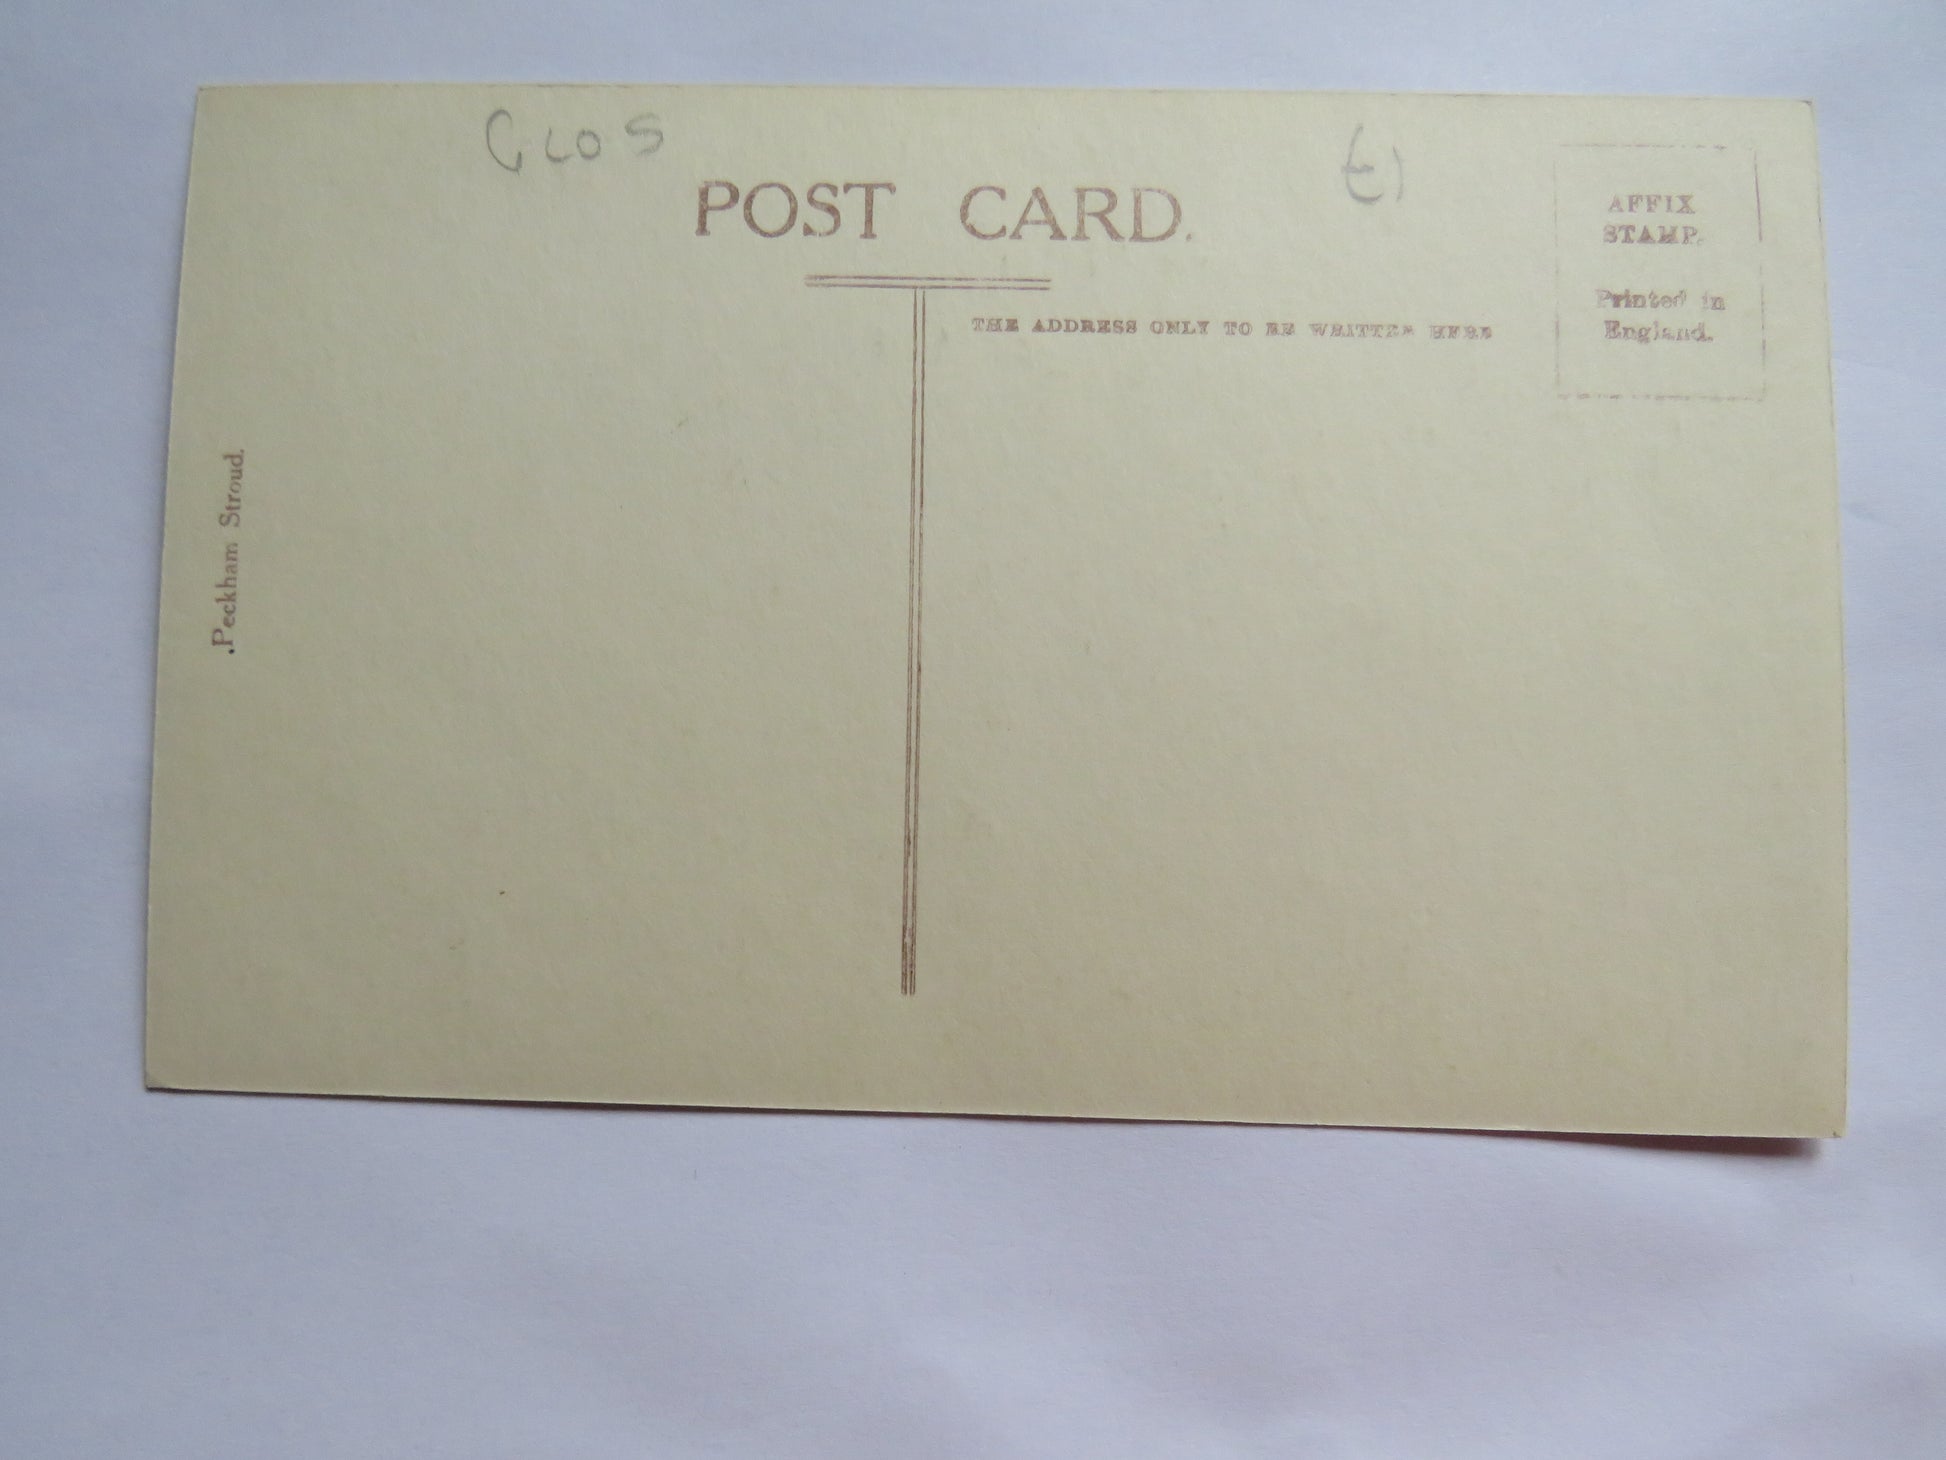 GLOS
£1
POST CARD.
AFFIX
STAMP.
Printed in
England.
THE ADDRESS ONLY TO BE WRITTEN HERE
Peckham Stroud.